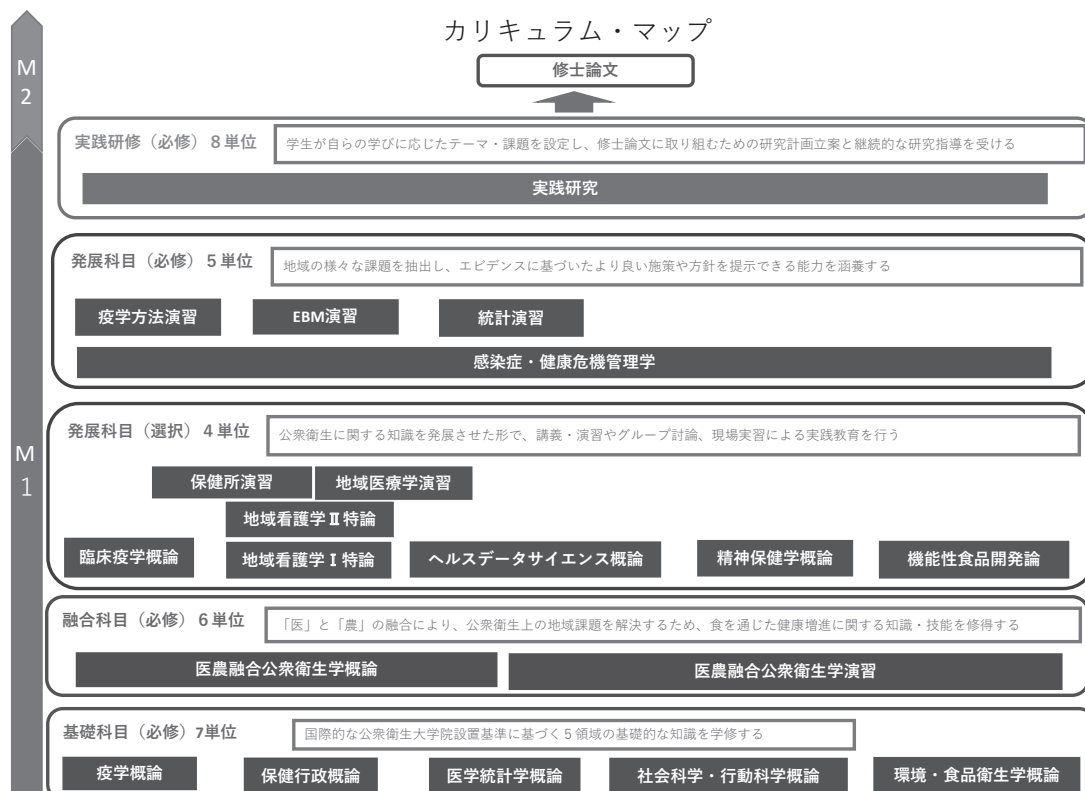 カリキュラム・マップ
修士論文
M
2
実践研修（必修）８単位
学生が自らの学びに応じたテーマ・課題を設定し、修士論文に取り組むための研究計画立案と継続的な研究指導を受ける
実践研究
発展科目（必修）５単位
地域の様々な課題を抽出し、エビデンスに基づいたより良い施策や方針を提示できる能力を涵養する
疫学方法演習
EBM演習
統計演習
感染症・健康危機管理学
M
1
発展科目（選択）４単位
公衆衛生に関する知識を発展させた形で、講義・演習やグループ討論、現場実習による実践教育を行う
保健所演習
地域医療学演習
地域看護学Ⅱ特論
臨床疫学概論
地域看護学Ⅰ特論
ヘルスデータサイエンス概論
精神保健学概論
機能性食品開発論
融合科目（必修）６単位
「医」と「農」の融合により、公衆衛生上の地域課題を解決するため、食を通じた健康増進に関する知識・技能を修得する
医農融合公衆衛生学概論
医農融合公衆衛生学演習
基礎科目（必修）7単位
国際的な公衆衛生大学院設置基準に基づく５領域の基礎的な知識を学修する
疫学概論
保健行政概論
医学統計学概論
社会科学・行動科学概論
環境・食品衛生学概論